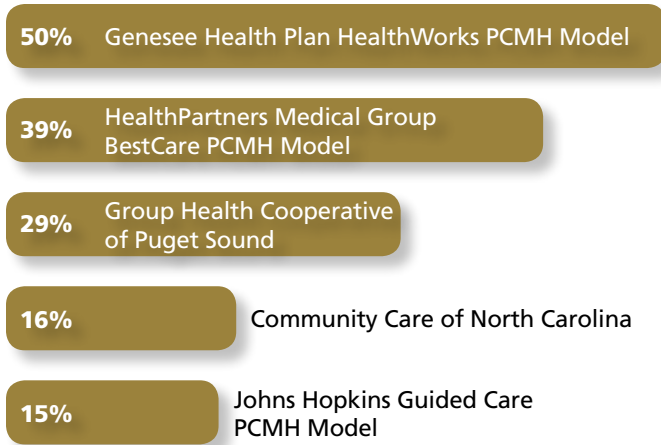 50% Genesee Health Plan HealthWorks PCMH Model
39% HealthPartners Medical Group
BestCare PCMH Model
29% Group Health Cooperative
of Puget Sound
16% Community Care of North Carolina
15% Johns Hopkins Guided Care
PCMH Model